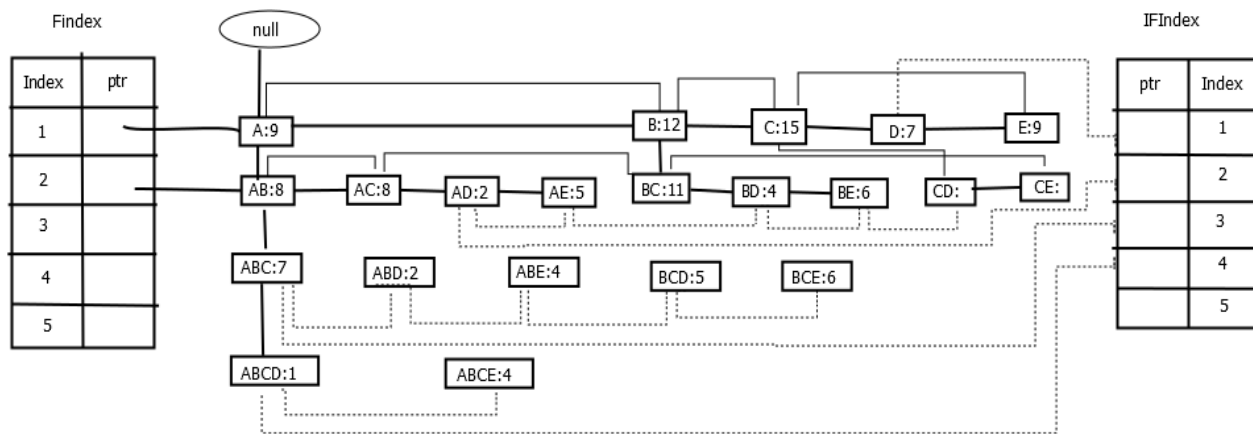 Findex
IFIndex
null
Index ptr
ptr Index
1
A:9
B:12
C:15
D:7
E:9
1
2
AB:8
AC:8
AD:2
AE:5
BC:11
BD:4
BE:6
CD:
CE:
2
3
3
4
ABC:7
ABD:2
ABE:4
BCD:5
BCE:6
4
5
5
ABCD:1
ABCE:4